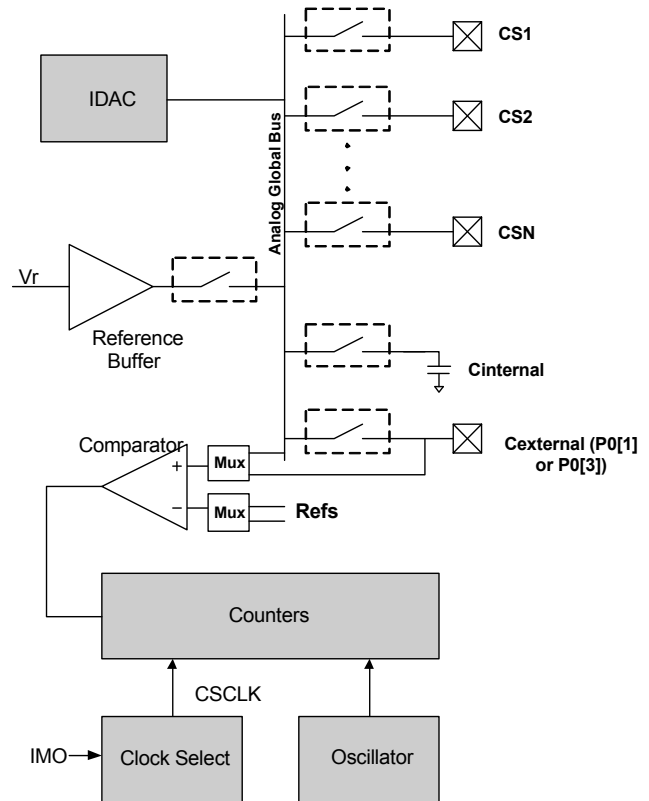 CS1
IDAC
CS2
Analog Global Bus
CSN
Vr
Reference
Buffer
Cinternal
Comparator
+
Mux
Cexternal (P0[1]
or P0[3])
−
Mux
Refs
Counters
CSCLK
IMO
Clock Select
Oscillator